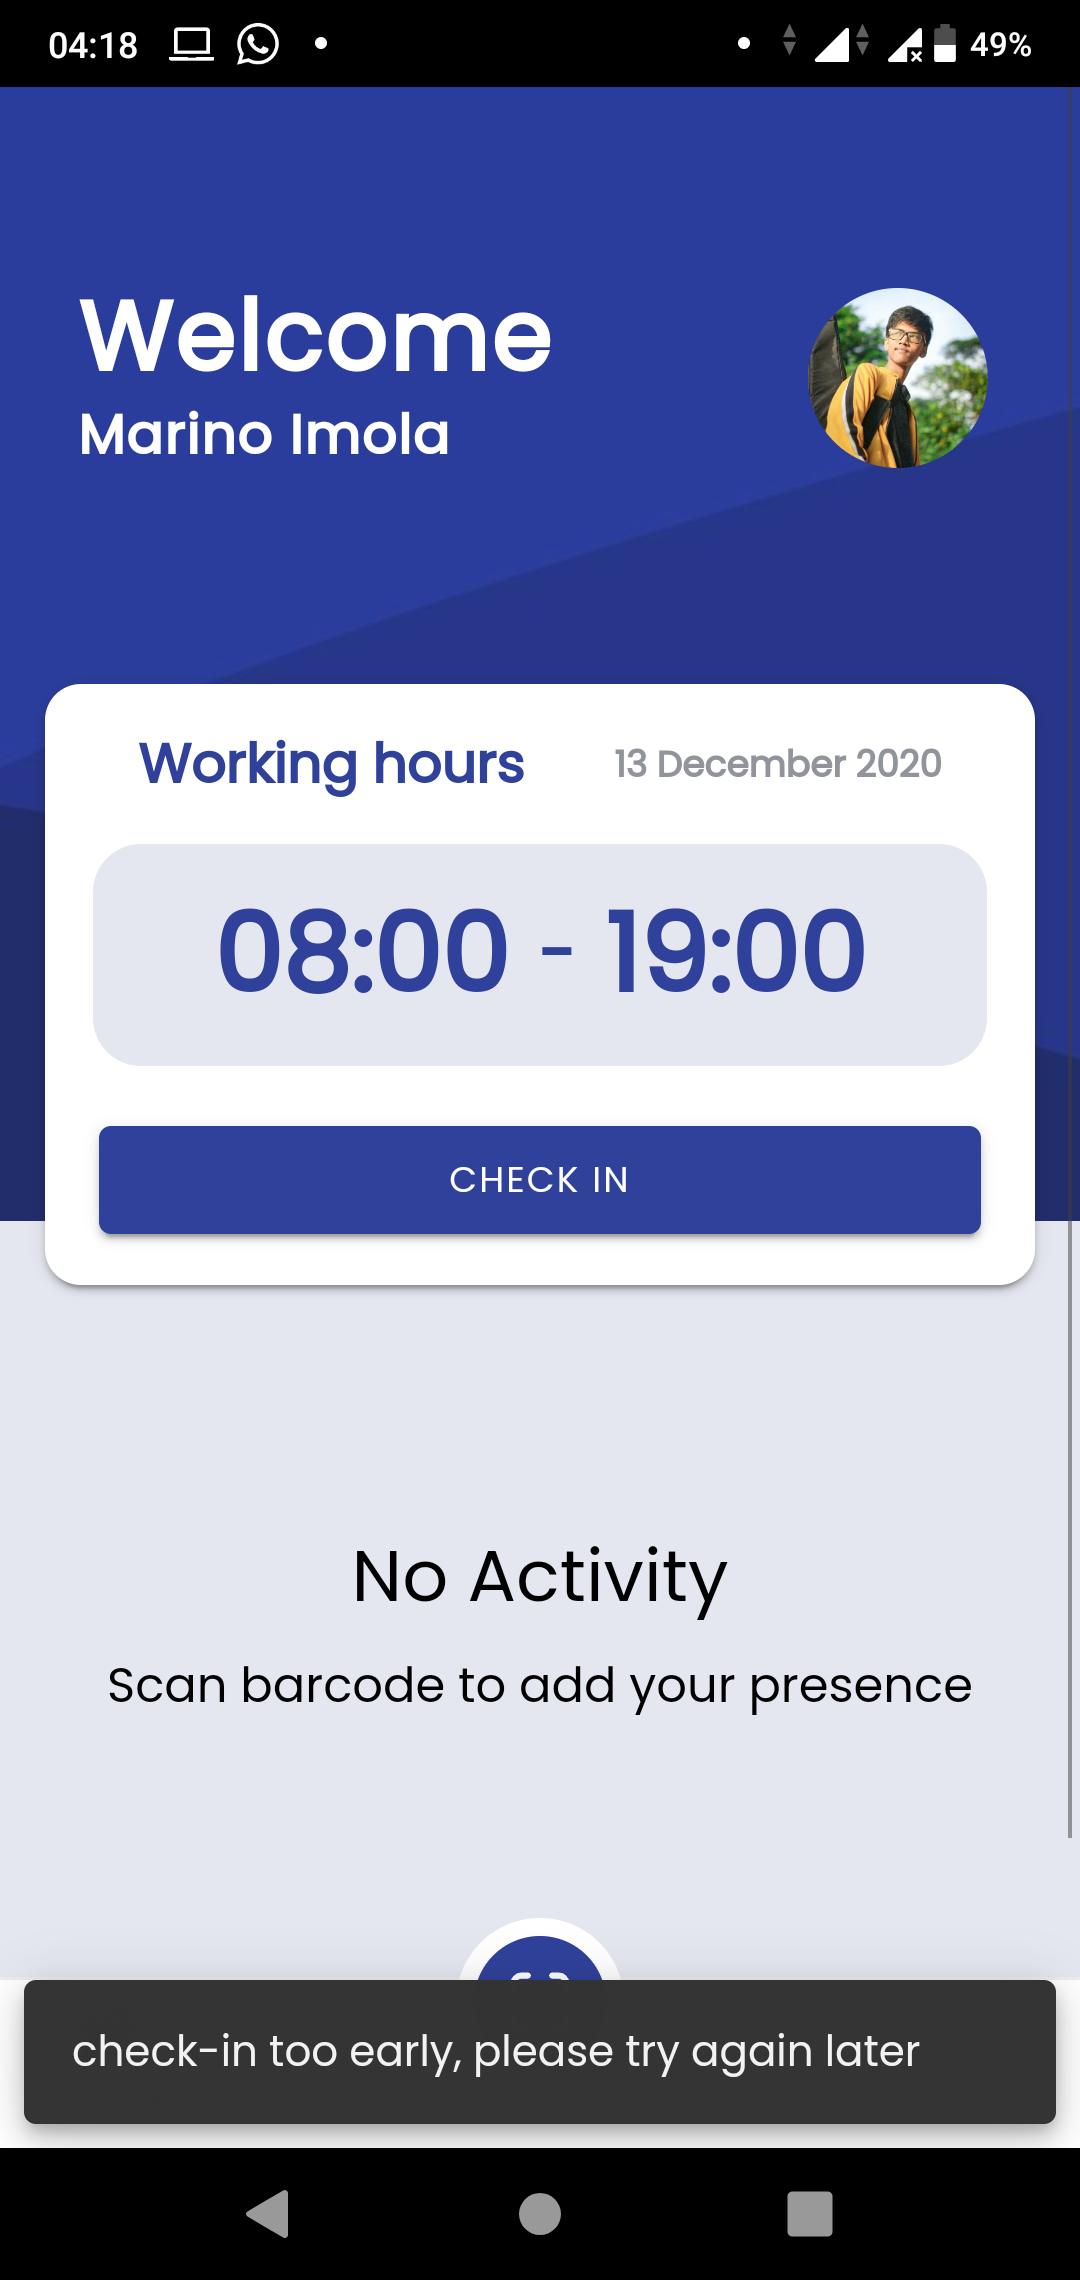 04:18
49%
Welcome
Marino Imola
Working hours
13 December 2020
08:00 - 19:00
CHECK IN
No Activity
Scan barcode to add your presence
check-in too early, please try again later